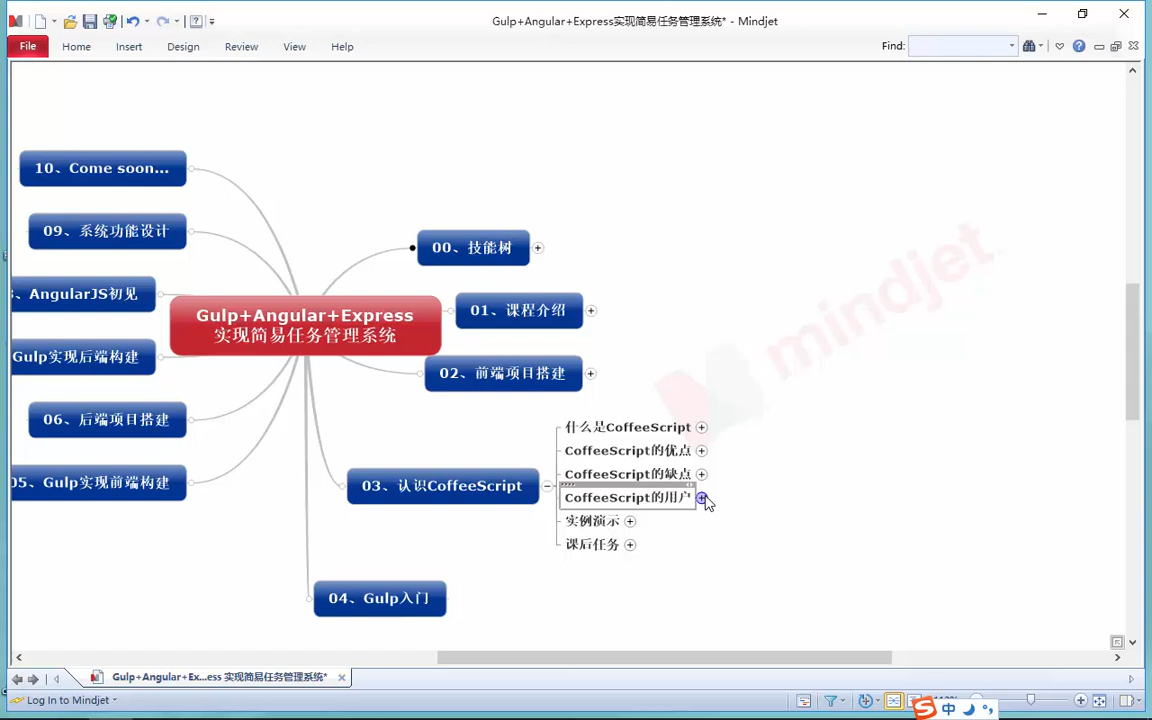 Gulp+Angular+Express实现简易任务管理系统* - Mindjet
File
Home
Insert
Design
Review
View
Help
Find:
10、Come soon...
09、系统功能设计
AngularJS初见
Gulp实现后端构建
06、后端项目搭建
05、Gulp实现前端构建
Gulp+Angular+Express
实现简易任务管理系统
00、技能树
01、课程介绍
02、前端项目搭建
03、认识CoffeeScript
什么是CoffeeScript
CoffeeScript的优点
CoffeeScript的缺点
CoffeeScript的用户
实例演示
课后任务
04、Gulp入门
mindjet
Gulp+Angular+E...ess 实现简易任务管理系统*
Log In to Mindjet
中